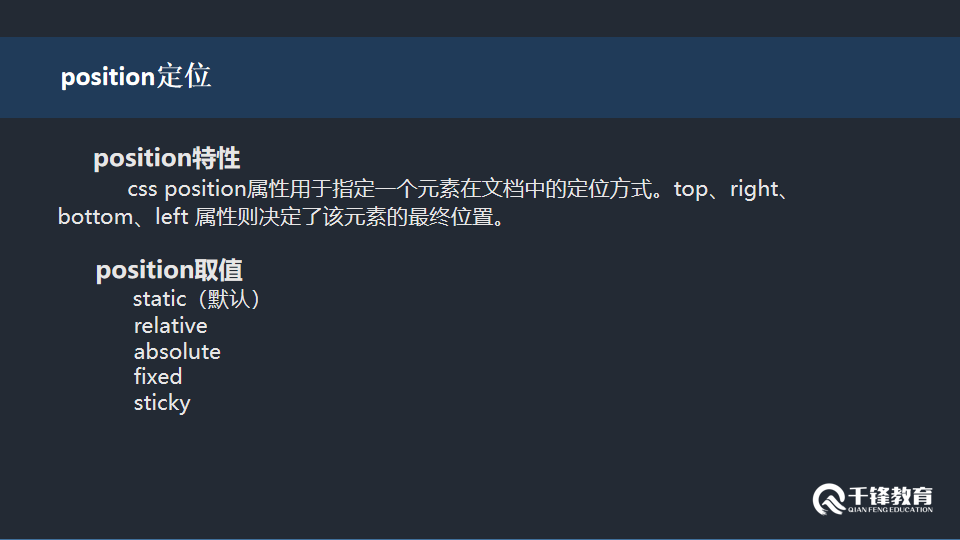 position定位
position特性
css position属性用于指定一个元素在文档中的定位方式。top、right、
bottom、left 属性则决定了该元素的最终位置。
position取值
static（默认）
relative
absolute
fixed
sticky
千锋教育
QIAN FENG EDUCATION